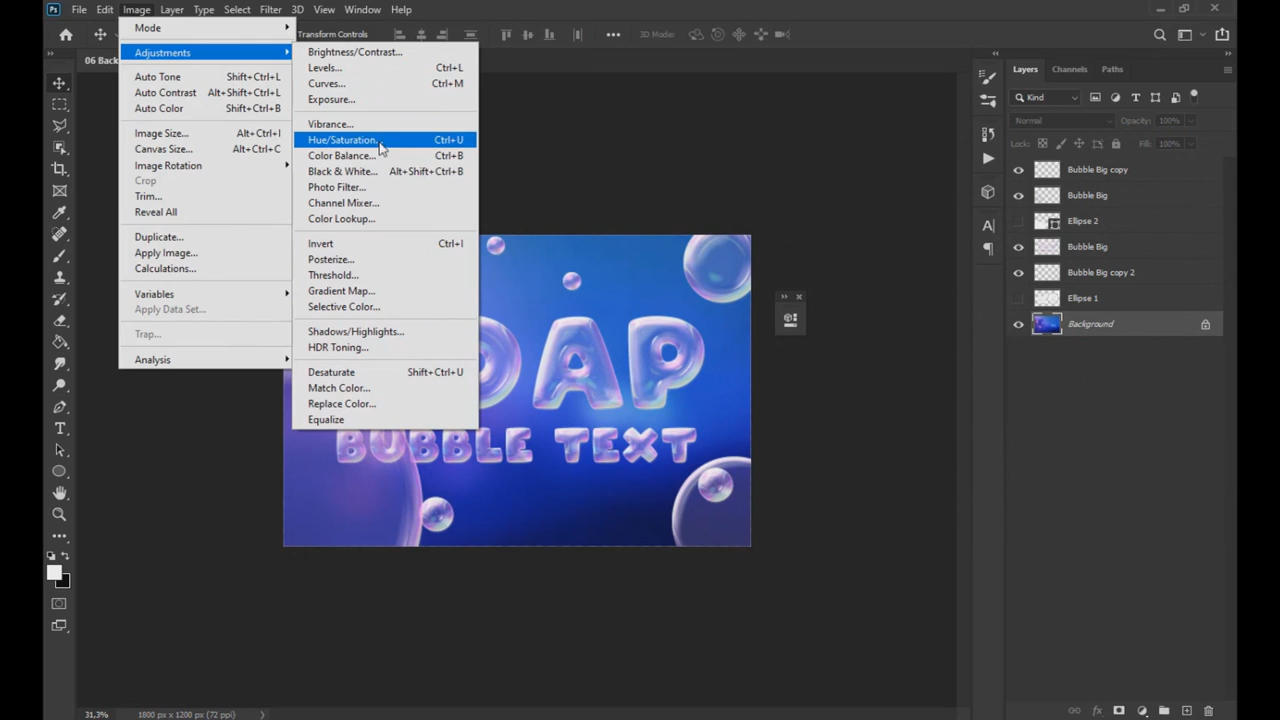 Ps File Edit Image Layer Type Select Filter 3D View Window Help
Transform Controls 3D Mode:
06 Back
Mode
Adjustments
Auto Tone Shift+Ctrl+L
Auto Contrast Alt+Shift+Ctrl+L
Auto Color Shift+Ctrl+B
Image Size... Alt+Ctrl+I
Canvas Size... Alt+Ctrl+C
Image Rotation
Crop
Trim...
Reveal All
Duplicate...
Apply Image...
Calculations...
Variables
Apply Data Set...
Trap...
Analysis
Brightness/Contrast...
Levels... Ctrl+L
Curves... Ctrl+M
Exposure...
Vibrance...
Hue/Saturation... Ctrl+U
Color Balance... Ctrl+B
Black & White... Alt+Shift+Ctrl+B
Photo Filter...
Channel Mixer...
Color Lookup...
Invert Ctrl+I
Posterize...
Threshold...
Gradient Map...
Selective Color...
Shadows/Highlights...
HDR Toning...
Desaturate Shift+Ctrl+U
Match Color...
Replace Color...
Equalize
OAP
BUBBLE TEXT
Layers Channels Paths
Kind
Normal Opacity: 100%
Lock: Fill: 100%
Bubble Big copy
Bubble Big
Ellipse 2
Bubble Big
Bubble Big copy 2
Ellipse 1
Background
31,3% 1800 px x 1200 px (72 ppi)